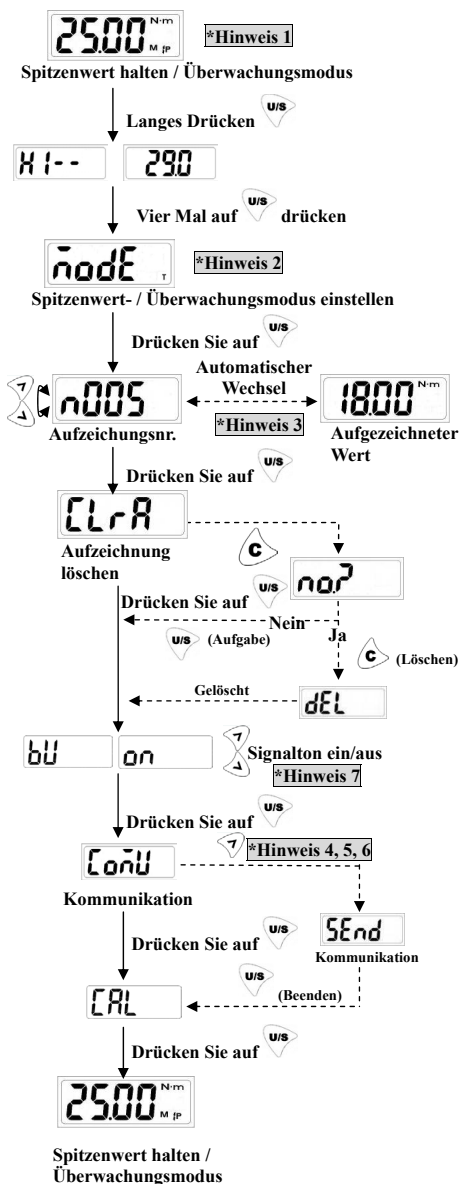 25.00 N·m M fP *Hinweis 1
Spitzenwert halten / Überwachungsmodus
Langes Drücken U/S
HI-- 29.0
Vier Mal auf U/S drücken
modE T *Hinweis 2
Spitzenwert- / Überwachungsmodus einstellen
Drücken Sie auf U/S
Automatischer
Wechsel
n005 18.00 N·m
*Hinweis 3
Aufzeichungsnr.
Aufgezeichneter
Wert
Drücken Sie auf U/S
CLrA
Aufzeichnung
löschen
C
no.?
Drücken Sie auf U/S
Nein
Ja
U/S (Aufgabe)
C (Löschen)
Gelöscht
dEL
bU on
Signalton ein/aus
*Hinweis 7
Drücken Sie auf U/S
ComU *Hinweis 4, 5, 6
Kommunikation
SEnd
Kommunikation
Drücken Sie auf U/S
U/S
(Beenden)
CAL
Drücken Sie auf U/S
25.00 N·m M fP
Spitzenwert halten /
Überwachungsmodus